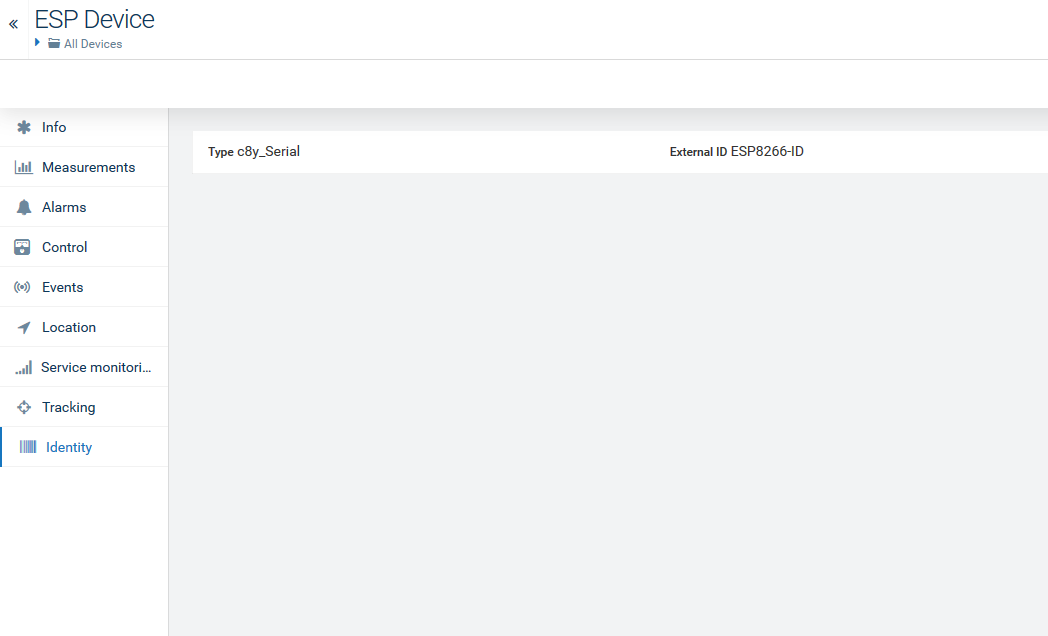 ESP Device
All Devices
Info
Type c8y_Serial External ID ESP8266-ID
Measurements
Alarms
Control
Events
Location
Service monitori...
Tracking
Identity